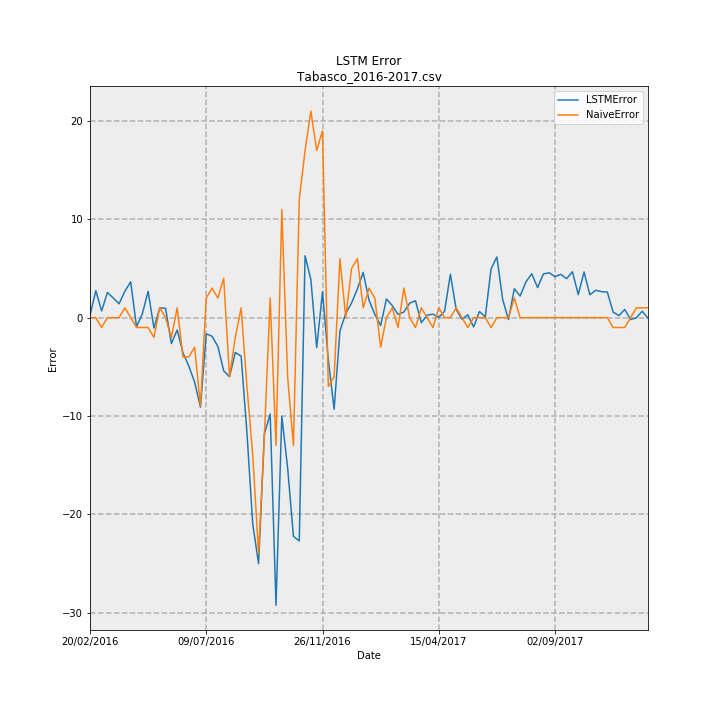 LSTM Error
Tabasco_2016-2017.csv
LSTMError
NaiveError
20
10
0
−10
−20
−30
Error
20/02/2016
09/07/2016
26/11/2016
15/04/2017
02/09/2017
Date